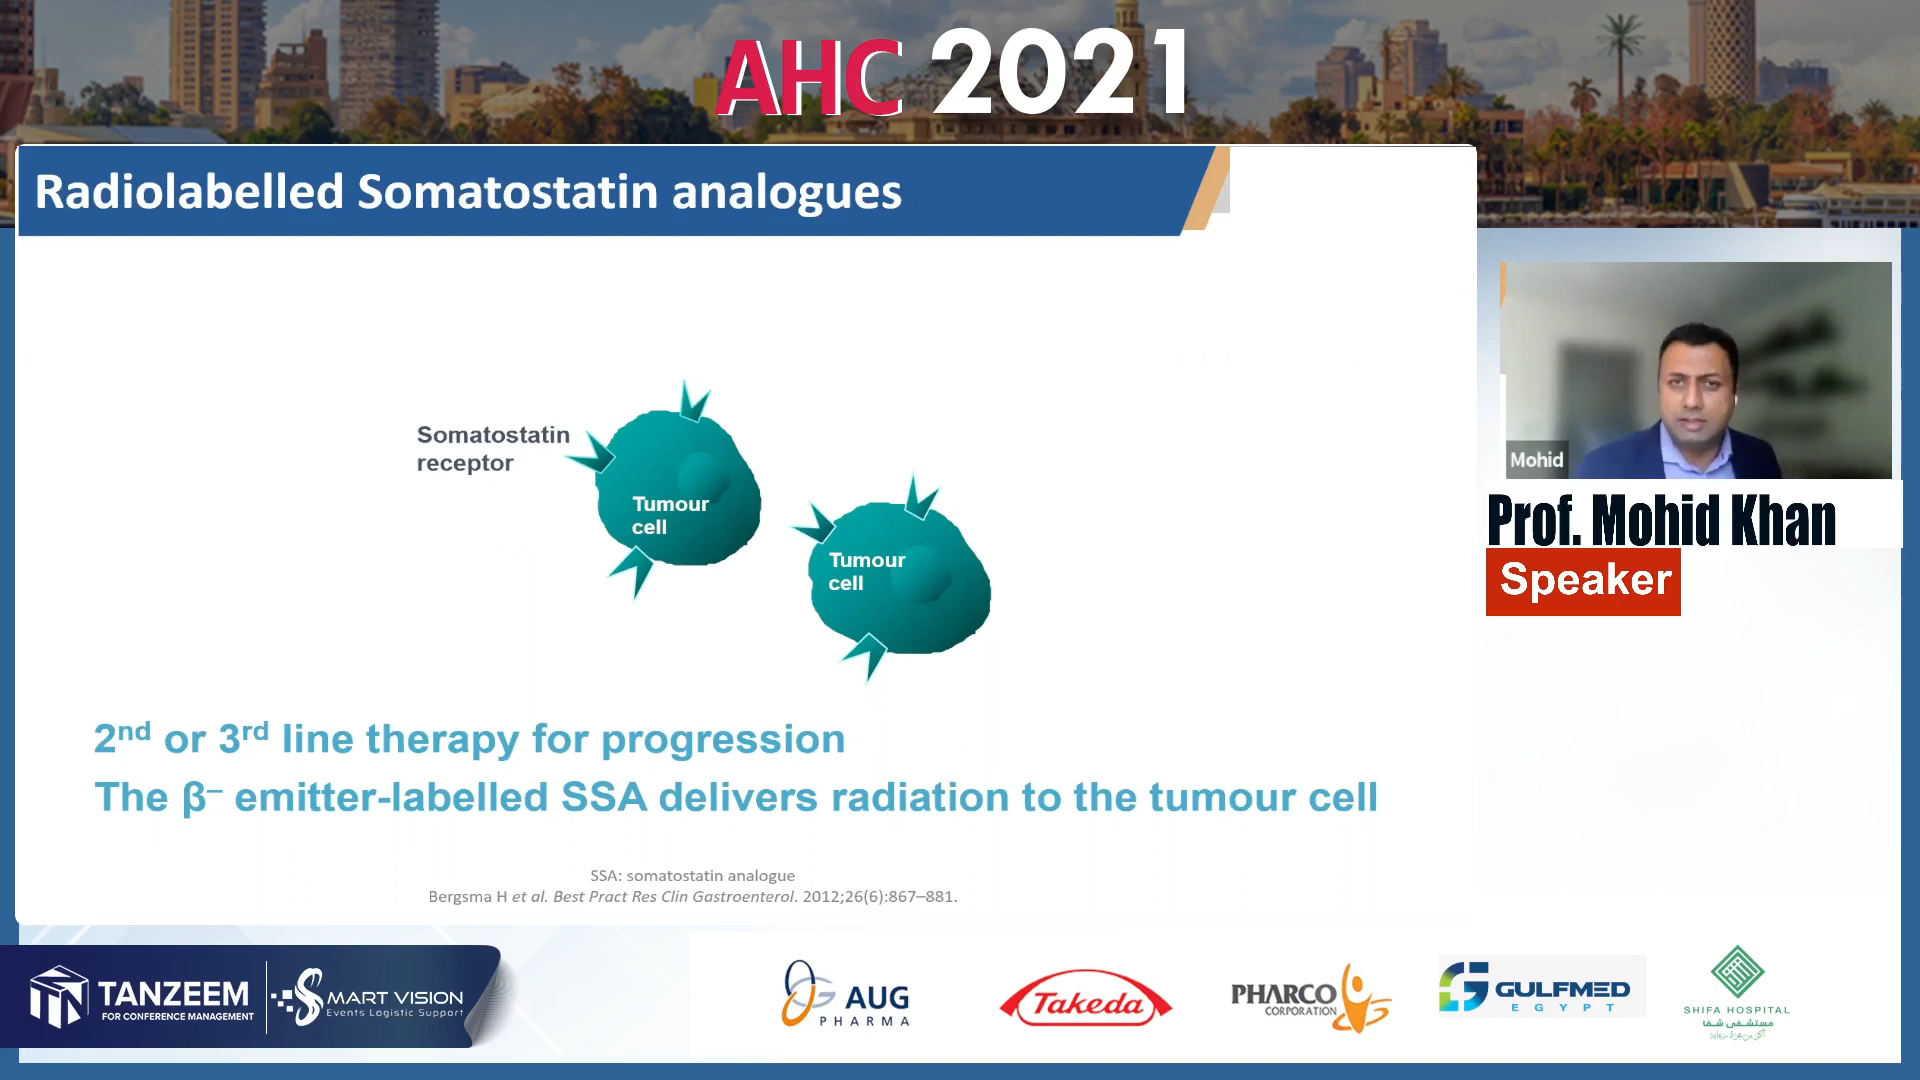 AHC 2021
Radiolabelled Somatostatin analogues
Somatostatin
receptor
Tumour
cell
Tumour
cell
2nd or 3rd line therapy for progression
The β– emitter-labelled SSA delivers radiation to the tumour cell
SSA: somatostatin analogue
Bergsma H et al. Best Pract Res Clin Gastroenterol. 2012;26(6):867–881.
Mohid
Prof. Mohid Khan
Speaker
TANZEEM
FOR CONFERENCE MANAGEMENT
SMART VISION
Events Logistic Support
AUG
PHARMA
Takeda
PHARCO
CORPORATION
GULFMED
EGYPT
SHIFA HOSPITAL
مستشفى شفا